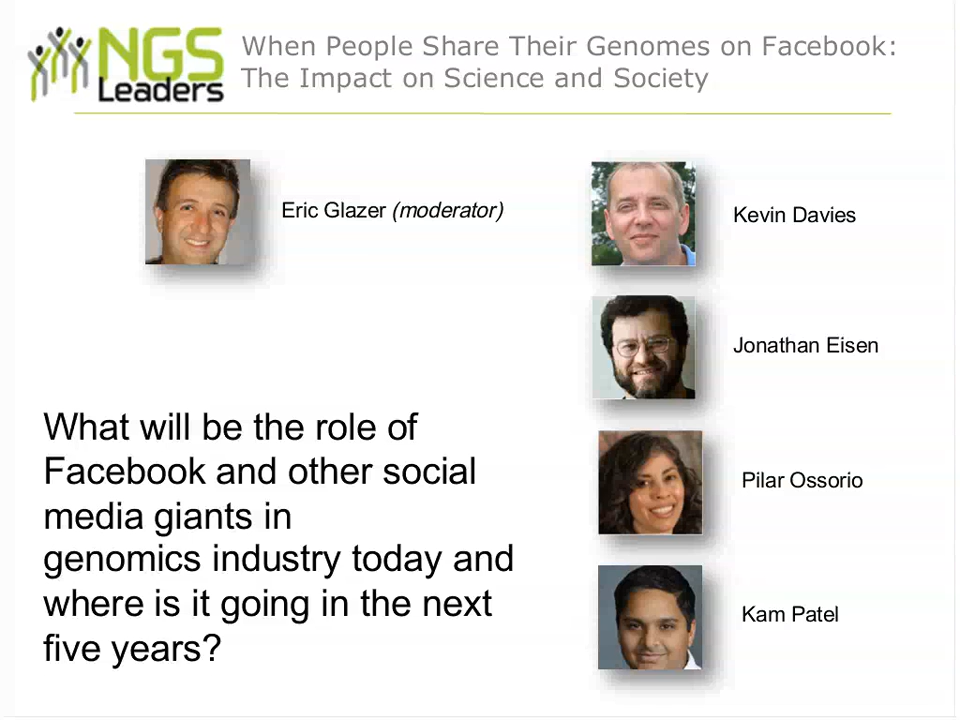 NGS
Leaders
When People Share Their Genomes on Facebook:
The Impact on Science and Society
Eric Glazer (moderator)
Kevin Davies
Jonathan Eisen
Pilar Ossorio
Kam Patel
What will be the role of
Facebook and other social
media giants in
genomics industry today and
where is it going in the next
five years?